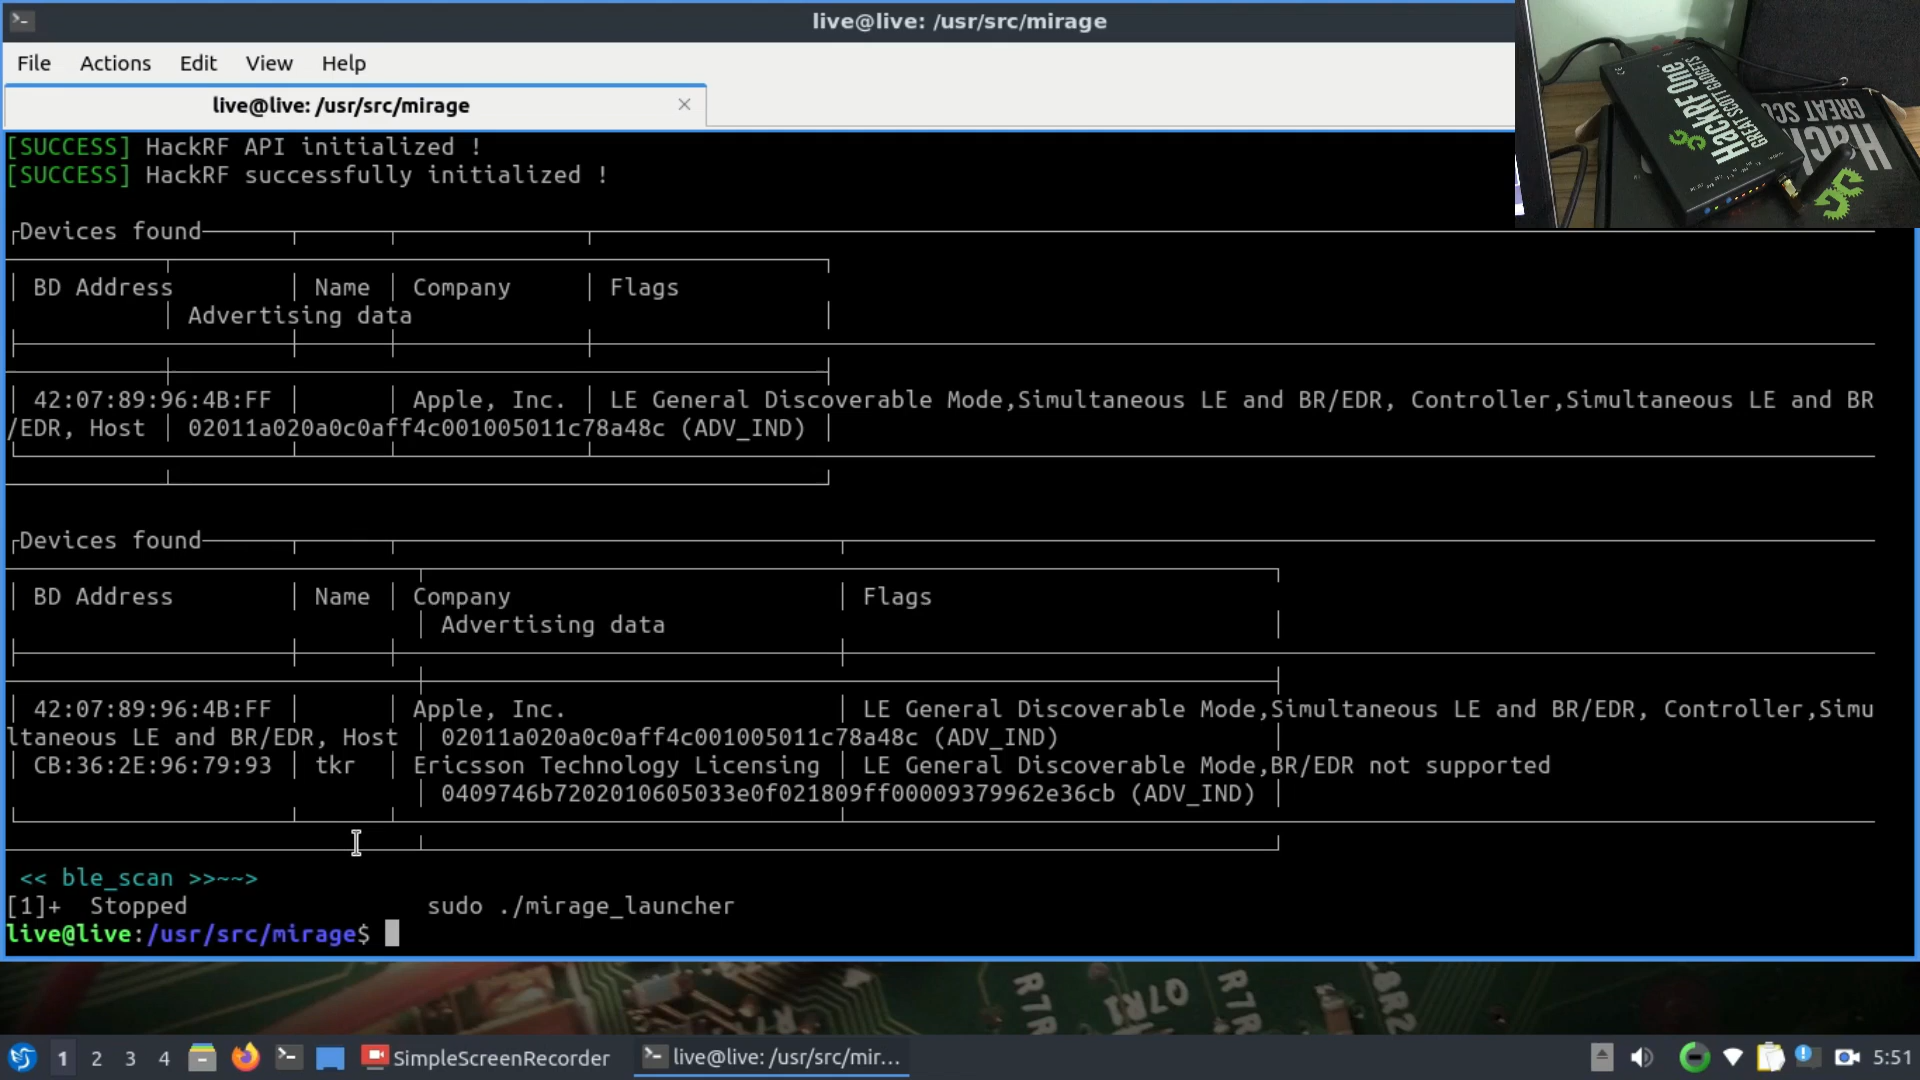 live@live: /usr/src/mirage
File Actions Edit View Help
live@live: /usr/src/mirage
[SUCCESS] HackRF API initialized !
[SUCCESS] HackRF successfully initialized !
Devices found
BD Address | Name | Company | Flags
| Advertising data |
| 42:07:89:96:4B:FF | | Apple, Inc. | LE General Discoverable Mode,Simultaneous LE and BR/EDR, Controller,Simultaneous LE and BR
/EDR, Host | 02011a020a0c0aff4c001005011c78a48c (ADV_IND) |
Devices found
| BD Address | Name | Company | Flags
| Advertising data |
| 42:07:89:96:4B:FF | | Apple, Inc. | LE General Discoverable Mode,Simultaneous LE and BR/EDR, Controller,Simu
ltaneous LE and BR/EDR, Host | 02011a020a0c0aff4c001005011c78a48c (ADV_IND) |
| CB:36:2E:96:79:93 | tkr | Ericsson Technology Licensing | LE General Discoverable Mode,BR/EDR not supported
| 0409746b7202010605033e0f021809ff00009379962e36cb (ADV_IND) |
<< ble_scan >>~~>
[1]+ Stopped sudo ./mirage_launcher
live@live:/usr/src/mirage$
HackRF One
GREAT SCOTT GADGETS
Hack
GREAT SCO
R7R
Q7R1
R7R
1 2 3 4 SimpleScreenRecorder live@live: /usr/src/mir... 5:51